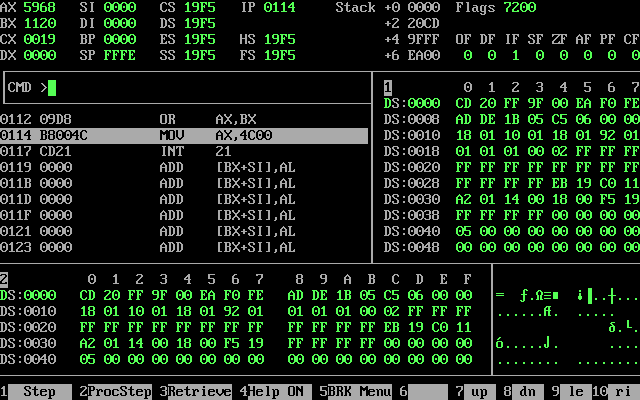 AX 5968 SI 0000 CS 19F5 IP 0114 Stack +0 0000 Flags 7200
BX 1120 DI 0000 DS 19F5 +2 20CD
CX 0019 BP 0000 ES 19F5 HS 19F5 +4 9FFF OF DF IF SF ZF AF PF CF
DX 0000 SP FFFE SS 19F5 FS 19F5 +6 EA00 0 0 1 0 0 0 0 0
CMD >
1 0 1 2 3 4 5 6 7
DS:0000 CD 20 FF 9F 00 EA F0 FE
DS:0008 AD DE 1B 05 C5 06 00 00
DS:0010 18 01 10 01 18 01 92 01
DS:0018 01 01 01 00 02 FF FF FF
DS:0020 FF FF FF FF FF FF FF FF
DS:0028 FF FF FF FF EB 19 C0 11
DS:0030 A2 01 14 00 18 00 F5 19
DS:0038 FF FF FF FF 00 00 00 00
DS:0040 05 00 00 00 00 00 00 00
DS:0048 00 00 00 00 00 00 00 00
0112 09D8 OR AX,BX
0114 B8004C MOV AX,4C00
0117 CD21 INT 21
0119 0000 ADD [BX+SI],AL
011B 0000 ADD [BX+SI],AL
011D 0000 ADD [BX+SI],AL
011F 0000 ADD [BX+SI],AL
0121 0000 ADD [BX+SI],AL
0123 0000 ADD [BX+SI],AL
2 0 1 2 3 4 5 6 7 8 9 A B C D E F
DS:0000 CD 20 FF 9F 00 EA F0 FE AD DE 1B 05 C5 06 00 00
DS:0010 18 01 10 01 18 01 92 01 01 01 01 00 02 FF FF FF
DS:0020 FF FF FF FF FF FF FF FF FF FF FF FF EB 19 C0 11
DS:0030 A2 01 14 00 18 00 F5 19 FF FF FF FF 00 00 00 00
DS:0040 05 00 00 00 00 00 00 00 00 00 00 00 00 00 00 00
= ƒ.Ω≡■ ¡▐..┼.
......Æ. .....
δ.└
ó.....J. ....
........ ......
1 Step 2 ProcStep 3 Retrieve 4 Help ON 5 BRK Menu 6 7 up 8 dn 9 le 10 ri